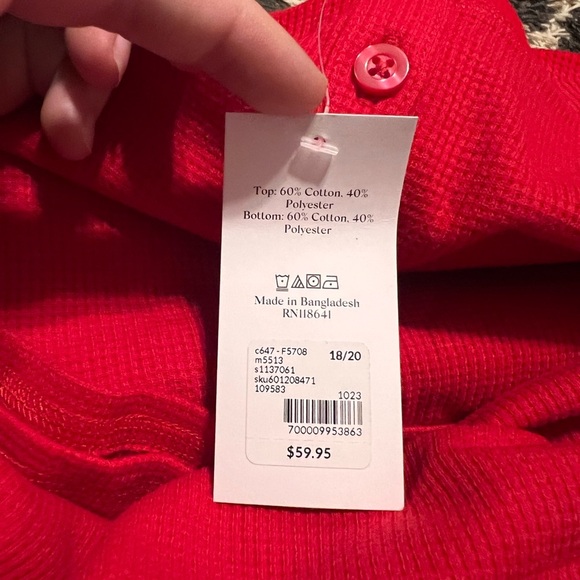 Top: 60% Cotton, 40%
Polyester
Bottom: 60% Cotton, 40%
Polyester
Made in Bangladesh
RN118641
c647 - F5708
18/20
m5513
s1137061
sku601208471
109583
1023
700009953863
$59.95